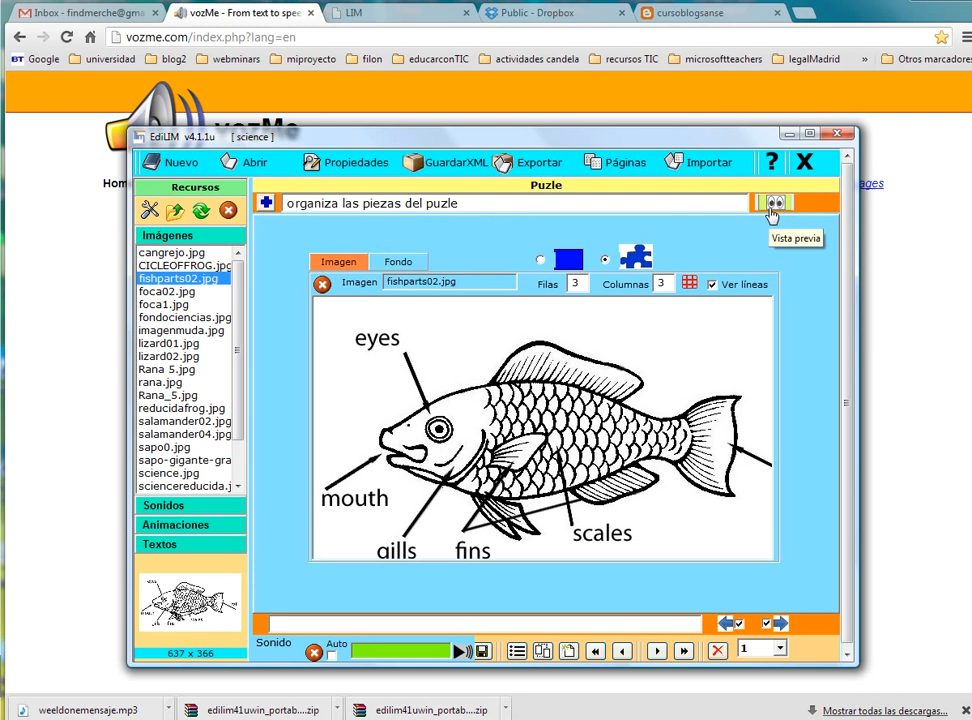 Inbox - findmerche@gma
vozMe - From text to spee
LIM
Public - Dropbox
cursoblogsanse
vozme.com/index.php?lang=en
Google
universidad
blog2
webminars
miproyecto
filon
educarconTIC
actividades candela
recursos TIC
microsoftteachers
legalMadrid
»
Otros marcadores
vozMe
Hom
ages
EdiLIM v4.1.1u [ science ]
Nuevo
Abrir
Propiedades
GuardarXML
Exportar
Páginas
Importar
? X
Recursos
Puzle
organiza las piezas del puzle
Vista previa
Imágenes
cangrejo.jpg
CICLEOFFROG.jpg
fishparts02.jpg
foca02.jpg
foca1.jpg
fondociencias.jpg
imagenmuda.jpg
lizard01.jpg
lizard02.jpg
Rana 5.jpg
rana.jpg
Rana_5.jpg
reducidafrog.jpg
salamander02.jpg
salamander04.jpg
sapo0.jpg
sapo-gigante-gra
science.jpg
sciencereducida.j
Sonidos
Animaciones
Textos
637 x 366
Imagen
Fondo
Imagen fishparts02.jpg
Filas 3
Columnas 3
Ver líneas
eyes
mouth
gills
fins
scales
Sonido
Auto
1
weeldonemensaje.mp3
edilim41uwin_portab....zip
edilim41uwin_portab....zip
Mostrar todas las descargas...